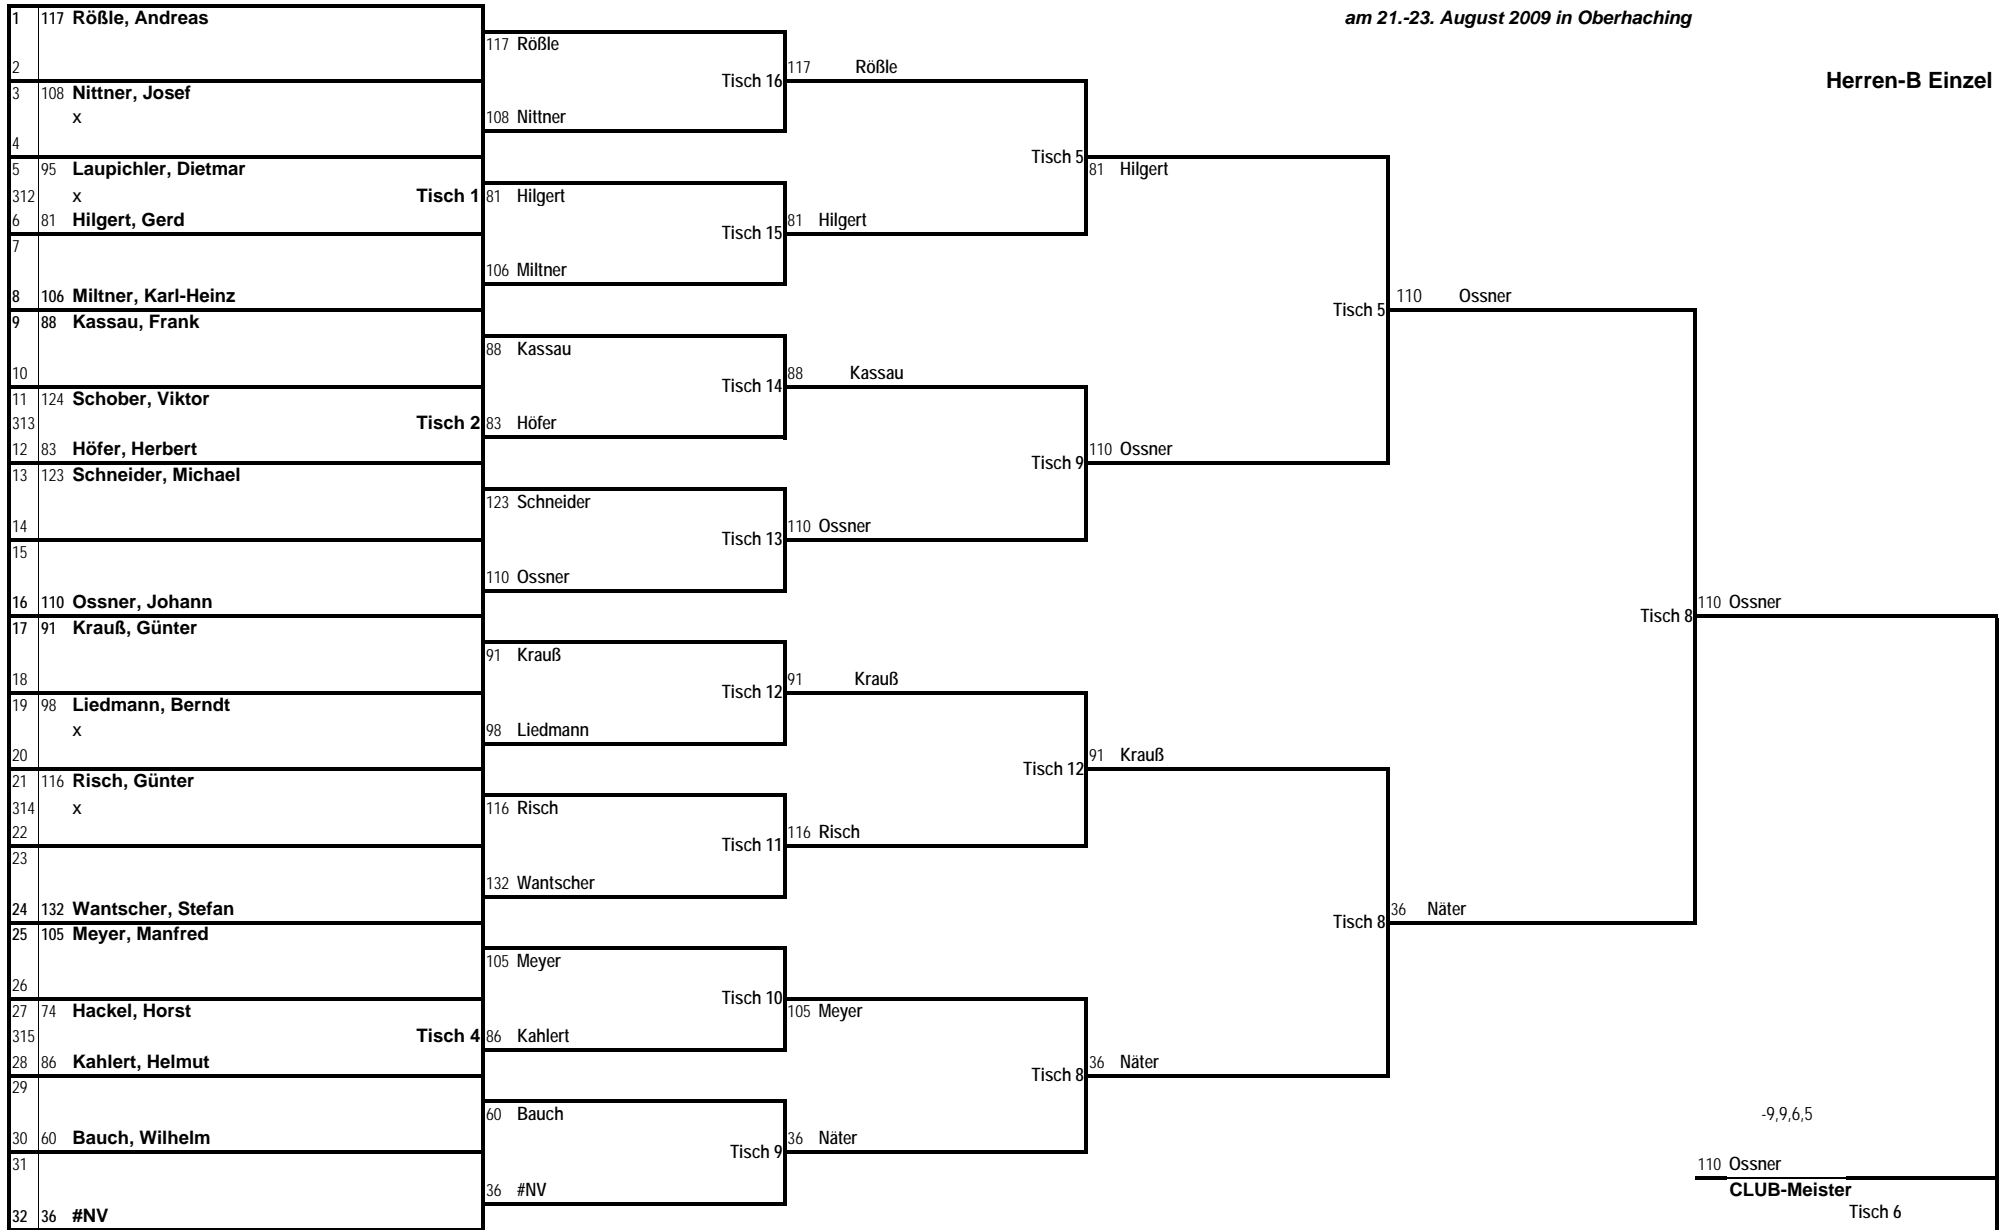 am 21.-23. August 2009 in Oberhaching
Herren-B Einzel
1 117 Rößle, Andreas
2
3 108 Nittner, Josef
x
4
5 95 Laupichler, Dietmar
312 x Tisch 1
6 81 Hilgert, Gerd
7
8 106 Miltner, Karl-Heinz
9 88 Kassau, Frank
10
11 124 Schober, Viktor
313 Tisch 2
12 83 Höfer, Herbert
13 123 Schneider, Michael
14
15
16 110 Ossner, Johann
17 91 Krauß, Günter
18
19 98 Liedmann, Berndt
x
20
21 116 Risch, Günter
314 x
22
23
24 132 Wantscher, Stefan
25 105 Meyer, Manfred
26
27 74 Hackel, Horst
315 Tisch 4
28 86 Kahlert, Helmut
29
30 60 Bauch, Wilhelm
31
32 36 #NV
117 Rößle
Tisch 16
108 Nittner
81 Hilgert
Tisch 15
106 Miltner
88 Kassau
Tisch 14
83 Höfer
123 Schneider
Tisch 13
110 Ossner
91 Krauß
Tisch 12
98 Liedmann
116 Risch
Tisch 11
132 Wantscher
105 Meyer
Tisch 10
86 Kahlert
60 Bauch
Tisch 9
36 #NV
117 Rößle
Tisch 5
81 Hilgert
88 Kassau
Tisch 9
110 Ossner
91 Krauß
Tisch 12
116 Risch
105 Meyer
Tisch 8
36 Näter
81 Hilgert
Tisch 5
110 Ossner
91 Krauß
Tisch 8
36 Näter
110 Ossner
Tisch 8
36 Näter
110 Ossner
-9,9,6,5
110 Ossner
CLUB-Meister
Tisch 6